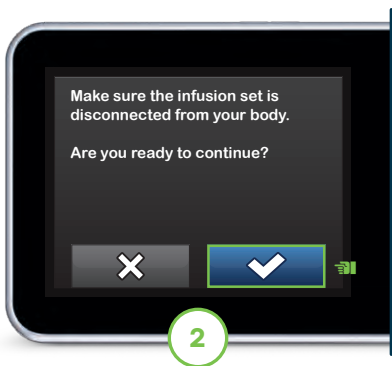 Make sure the infusion set is
disconnected from your body.
Are you ready to continue?
2